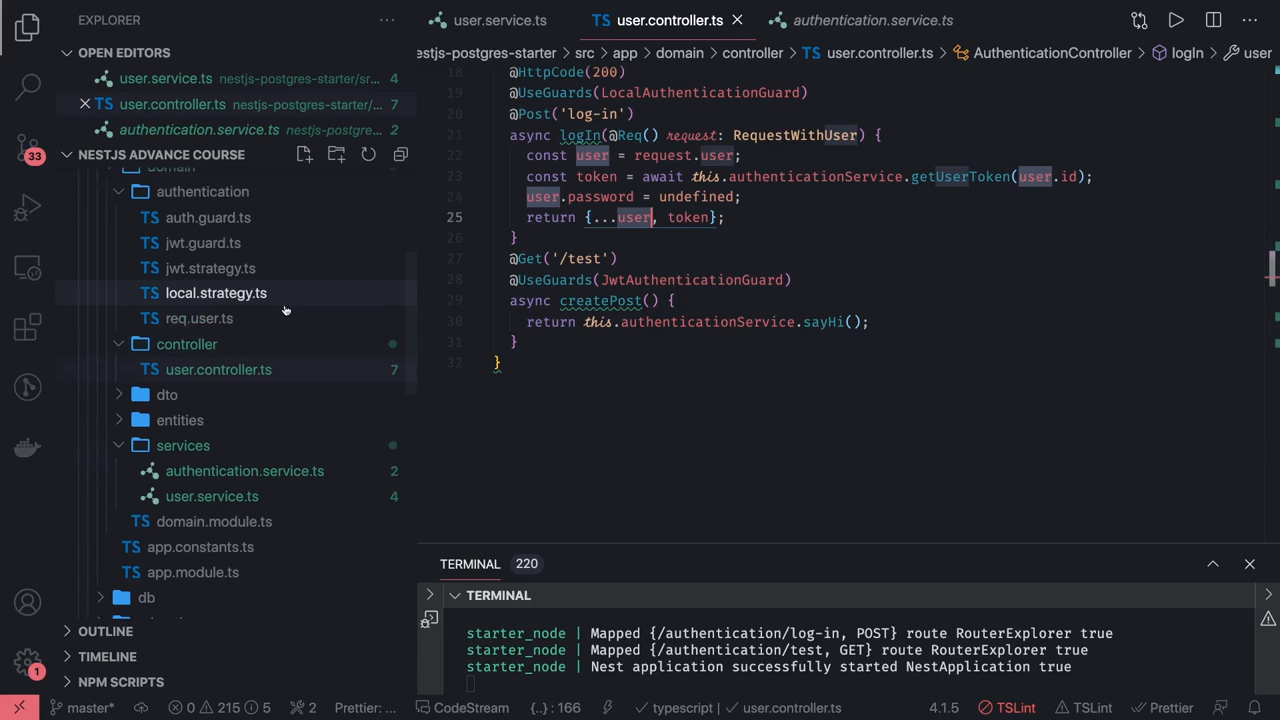 EXPLORER
OPEN EDITORS
user.service.ts nestjs-postgres-starter/sr... 4
TS user.controller.ts nestjs-postgres-starter/... 7
authentication.service.ts nestjs-postgre... 2
NESTJS ADVANCE COURSE
domain
authentication
TS auth.guard.ts
TS jwt.guard.ts
TS jwt.strategy.ts
TS local.strategy.ts
TS req.user.ts
controller
TS user.controller.ts 7
dto
entities
services
authentication.service.ts 2
user.service.ts 4
TS domain.module.ts
TS app.constants.ts
TS app.module.ts
db
OUTLINE
TIMELINE
NPM SCRIPTS
33
1
user.service.ts
TS user.controller.ts
authentication.service.ts
estjs-postgres-starter > src > app > domain > controller > TS user.controller.ts > AuthenticationController > logIn > user
18 @HttpCode(200)
19 @UseGuards(LocalAuthenticationGuard)
20 @Post('log-in')
21 async logIn(@Req() request: RequestWithUser) {
22 const user = request.user;
23 const token = await this.authenticationService.getUserToken(user.id);
24 user.password = undefined;
25 return {...user, token};
26 }
27 @Get('/test')
28 @UseGuards(JwtAuthenticationGuard)
29 async createPost() {
30 return this.authenticationService.sayHi();
31 }
32 }
TERMINAL 220
TERMINAL
starter_node | Mapped {/authentication/log-in, POST} route RouterExplorer true
starter_node | Mapped {/authentication/test, GET} route RouterExplorer true
starter_node | Nest application successfully started NestApplication true
master* 0 215 5 2 Prettier: ... CodeStream {..} : 166 typescript | user.controller.ts 4.1.5 TSLint TSLint Prettier